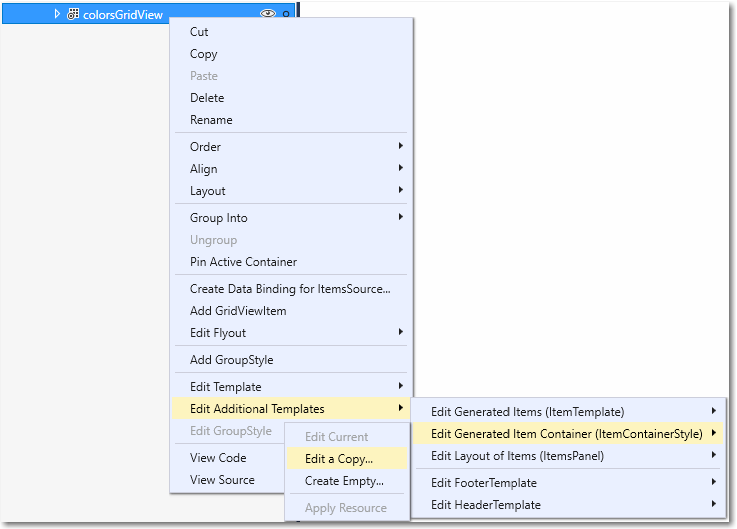 colorsGridView
Cut
Copy
Paste
Delete
Rename
Order
Align
Layout
Group Into
Ungroup
Pin Active Container
Create Data Binding for ItemsSource...
Add GridViewItem
Edit Flyout
Add GroupStyle
Edit Template
Edit Additional Templates
Edit GroupStyle
View Code
View Source
Edit Generated Items (ItemTemplate)
Edit Generated Item Container (ItemContainerStyle)
Edit Layout of Items (ItemsPanel)
Edit FooterTemplate
Edit HeaderTemplate
Edit Current
Edit a Copy...
Create Empty...
Apply Resource